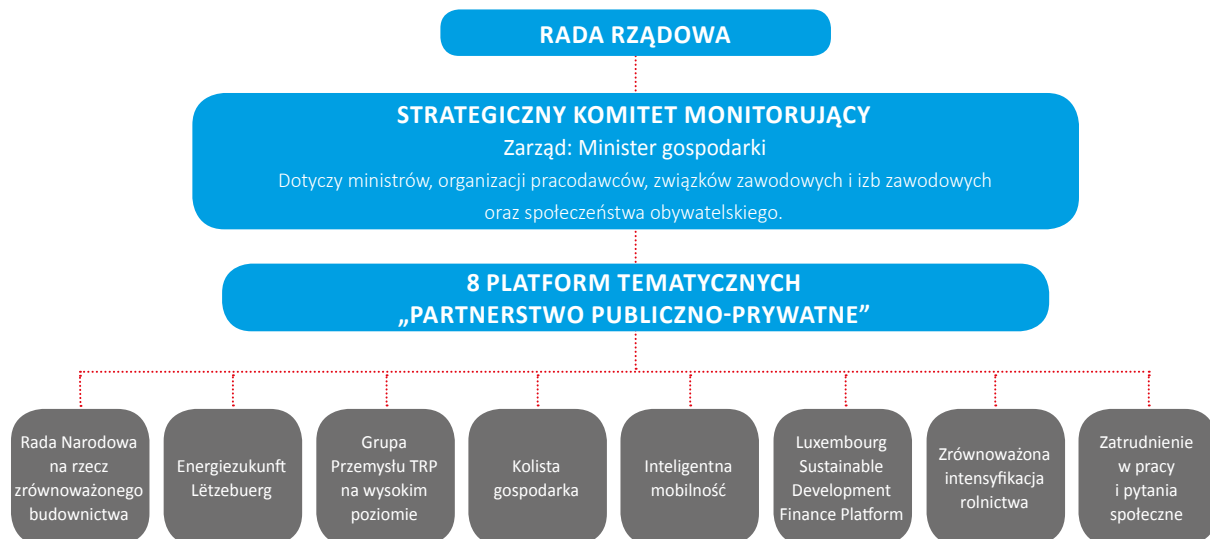 RADA RZĄDOWA
STRATEGICZNY KOMITET MONITORUJĄCY
Zarząd: Minister gospodarki
Dotyczy ministrów, organizacji pracodawców, związków zawodowych i izb zawodowych
oraz społeczeństwa obywatelskiego.
8 PLATFORM TEMATYCZNYCH
„PARTNERSTWO PUBLICZNO-PRYWATNE”
Rada Narodowa
na rzecz
zrównoważonego
budownictwa
Energiezukunft
Lëtzebuerg
Grupa
Przemysłu TRP
na wysokim
poziomie
Kolista
gospodarka
Inteligentna
mobilność
Luxembourg
Sustainable
Development
Finance Platform
Zrównoważona
intensyfikacja
rolnictwa
Zatrudnienie
w pracy
i pytania
społeczne